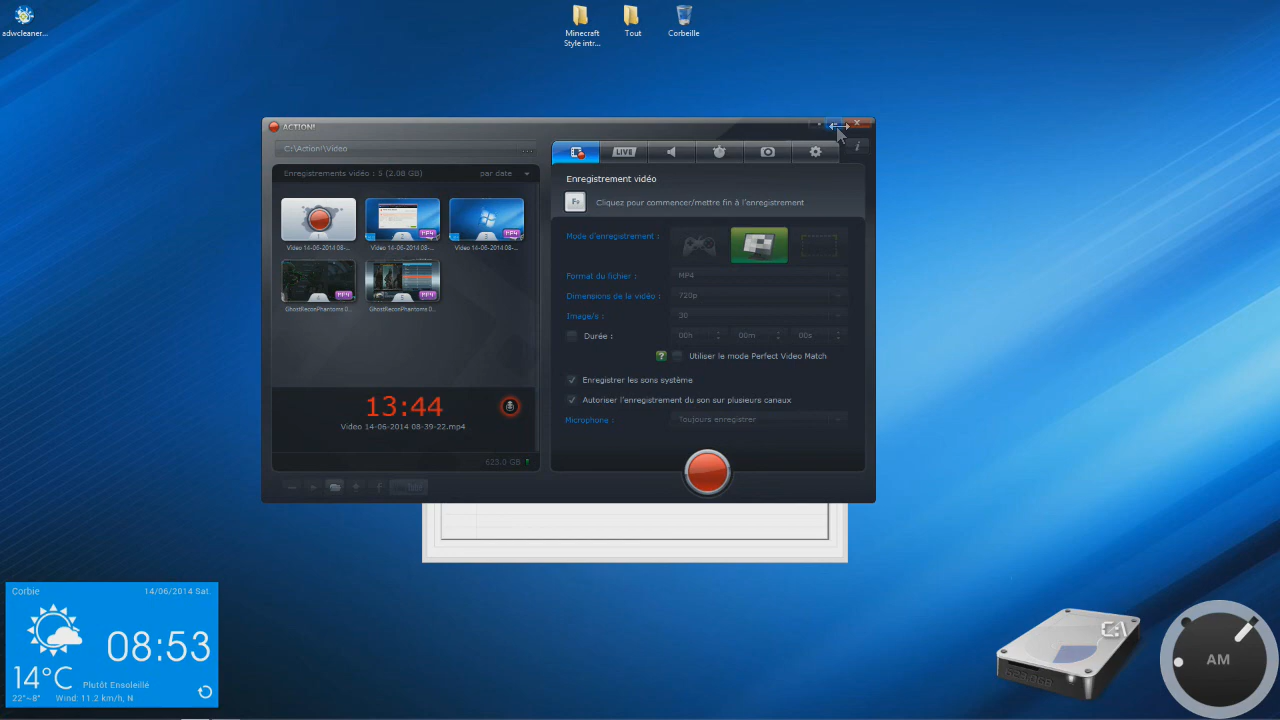 adwcleaner...
Minecraft
Style intr...
Tout
Corbeille
ACTION!
C:\Action!\Video
...
Enregistrements vidéo : 5 (2.08 GB)
par date
Video 14-06-2014 08-...
MP4
Video 14-06-2014 08-...
MP4
Video 14-06-2014 08-...
MP4
GhostReconPhantoms 0...
MP4
GhostReconPhantoms 0...
13:44
Video 14-06-2014 08-39-22.mp4
623.0 GB
LIVE
i
Enregistrement vidéo
Cliquez pour commencer/mettre fin à l'enregistrement
Mode d'enregistrement :
Format du fichier :
MP4
Dimensions de la vidéo :
720p
Image/s :
30
Durée :
00h
00m
00s
? Utiliser le mode Perfect Video Match
Enregistrer les sons système
Autoriser l'enregistrement du son sur plusieurs canaux
Microphone :
Toujours enregistrer
Corbie
14/06/2014 Sat.
08:53
14°C
Plutôt Ensoleillé
22°~8°
Wind: 11.2 km/h, N
C:\
AM